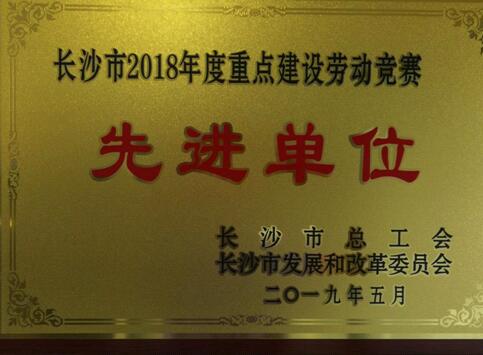 长沙市2018年度重点建设劳动竞赛
先进单位
长沙市总工会
长沙市发展和改革委员会
二〇一九年五月